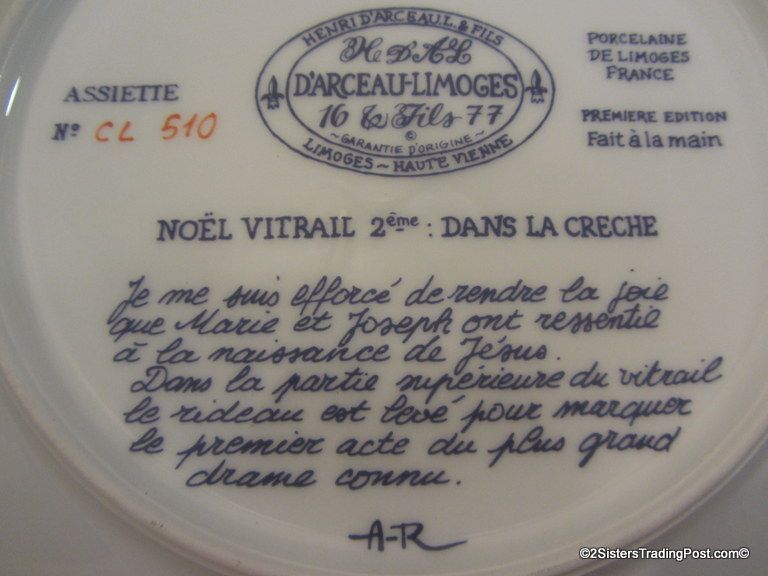 HENRI D'ARCEAU.L. & FILS
H. D'A.L
D'ARCEAU-LIMOGES
16 & Fils 77
©
~GARANTIE D'ORIGINE~
LIMOGES ~ HAUTE VIENNE
ASSIETTE
Nº CL 510
PORCELAINE
DE LIMOGES
FRANCE
PREMIERE EDITION
Fait à la main
NOËL VITRAIL 2ème : DANS LA CRECHE
Je me suis efforcé de rendre la joie
que Marie et Joseph ont ressentie
à la naissance de Jésus.
Dans la partie supérieure du vitrail
le rideau est levé pour marquer
le premier acte du plus grand
drame connu.
A-R
©2SistersTradingPost.com©